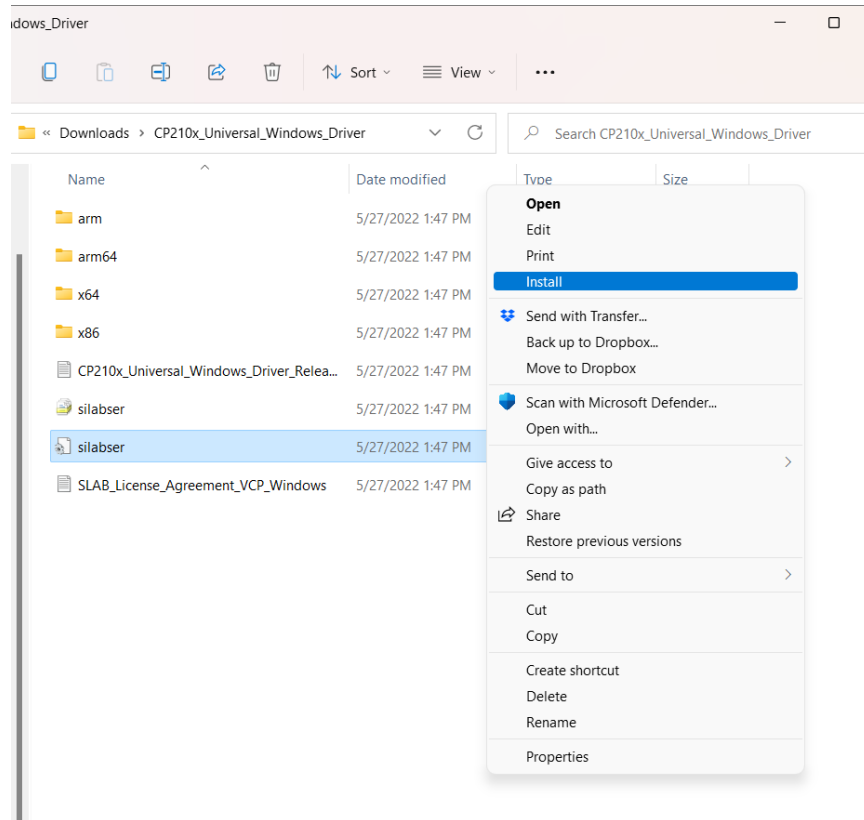 dows_Driver
Sort
View
« Downloads › CP210x_Universal_Windows_Driver
Search CP210x_Universal_Windows_Driver
Name
Date modified
Type
Size
arm
5/27/2022 1:47 PM
arm64
5/27/2022 1:47 PM
x64
5/27/2022 1:47 PM
x86
5/27/2022 1:47 PM
CP210x_Universal_Windows_Driver_Relea...
5/27/2022 1:47 PM
silabser
5/27/2022 1:47 PM
silabser
5/27/2022 1:47 PM
SLAB_License_Agreement_VCP_Windows
5/27/2022 1:47 PM
Open
Edit
Print
Install
Send with Transfer...
Back up to Dropbox...
Move to Dropbox
Scan with Microsoft Defender...
Open with...
Give access to
Copy as path
Share
Restore previous versions
Send to
Cut
Copy
Create shortcut
Delete
Rename
Properties